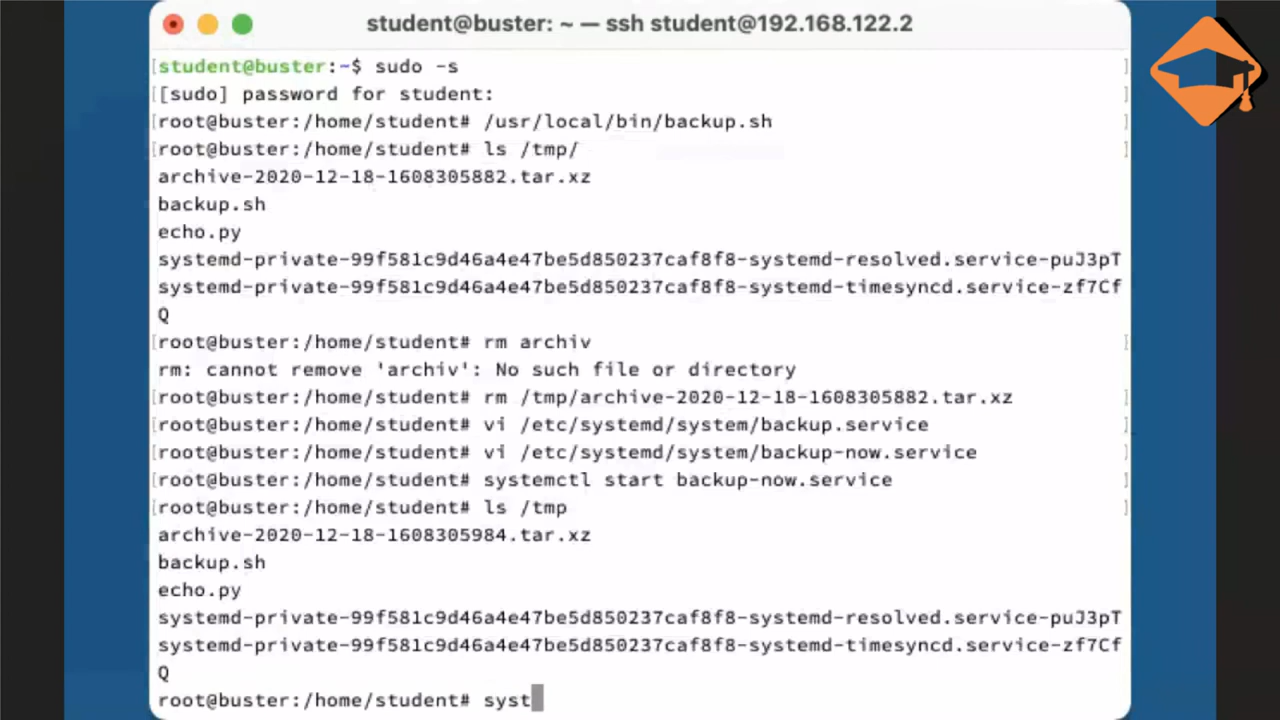 student@buster: ~ — ssh student@192.168.122.2
[student@buster:~$ sudo -s ]
[[sudo] password for student: ]
[root@buster:/home/student# /usr/local/bin/backup.sh ]
[root@buster:/home/student# ls /tmp/ ]
archive-2020-12-18-1608305882.tar.xz
backup.sh
echo.py
systemd-private-99f581c9d46a4e47be5d850237caf8f8-systemd-resolved.service-puJ3pT
systemd-private-99f581c9d46a4e47be5d850237caf8f8-systemd-timesyncd.service-zf7Cf
Q
[root@buster:/home/student# rm archiv ]
rm: cannot remove 'archiv': No such file or directory
[root@buster:/home/student# rm /tmp/archive-2020-12-18-1608305882.tar.xz ]
[root@buster:/home/student# vi /etc/systemd/system/backup.service ]
[root@buster:/home/student# vi /etc/systemd/system/backup-now.service ]
[root@buster:/home/student# systemctl start backup-now.service ]
[root@buster:/home/student# ls /tmp ]
archive-2020-12-18-1608305984.tar.xz
backup.sh
echo.py
systemd-private-99f581c9d46a4e47be5d850237caf8f8-systemd-resolved.service-puJ3pT
systemd-private-99f581c9d46a4e47be5d850237caf8f8-systemd-timesyncd.service-zf7Cf
Q
root@buster:/home/student# syst